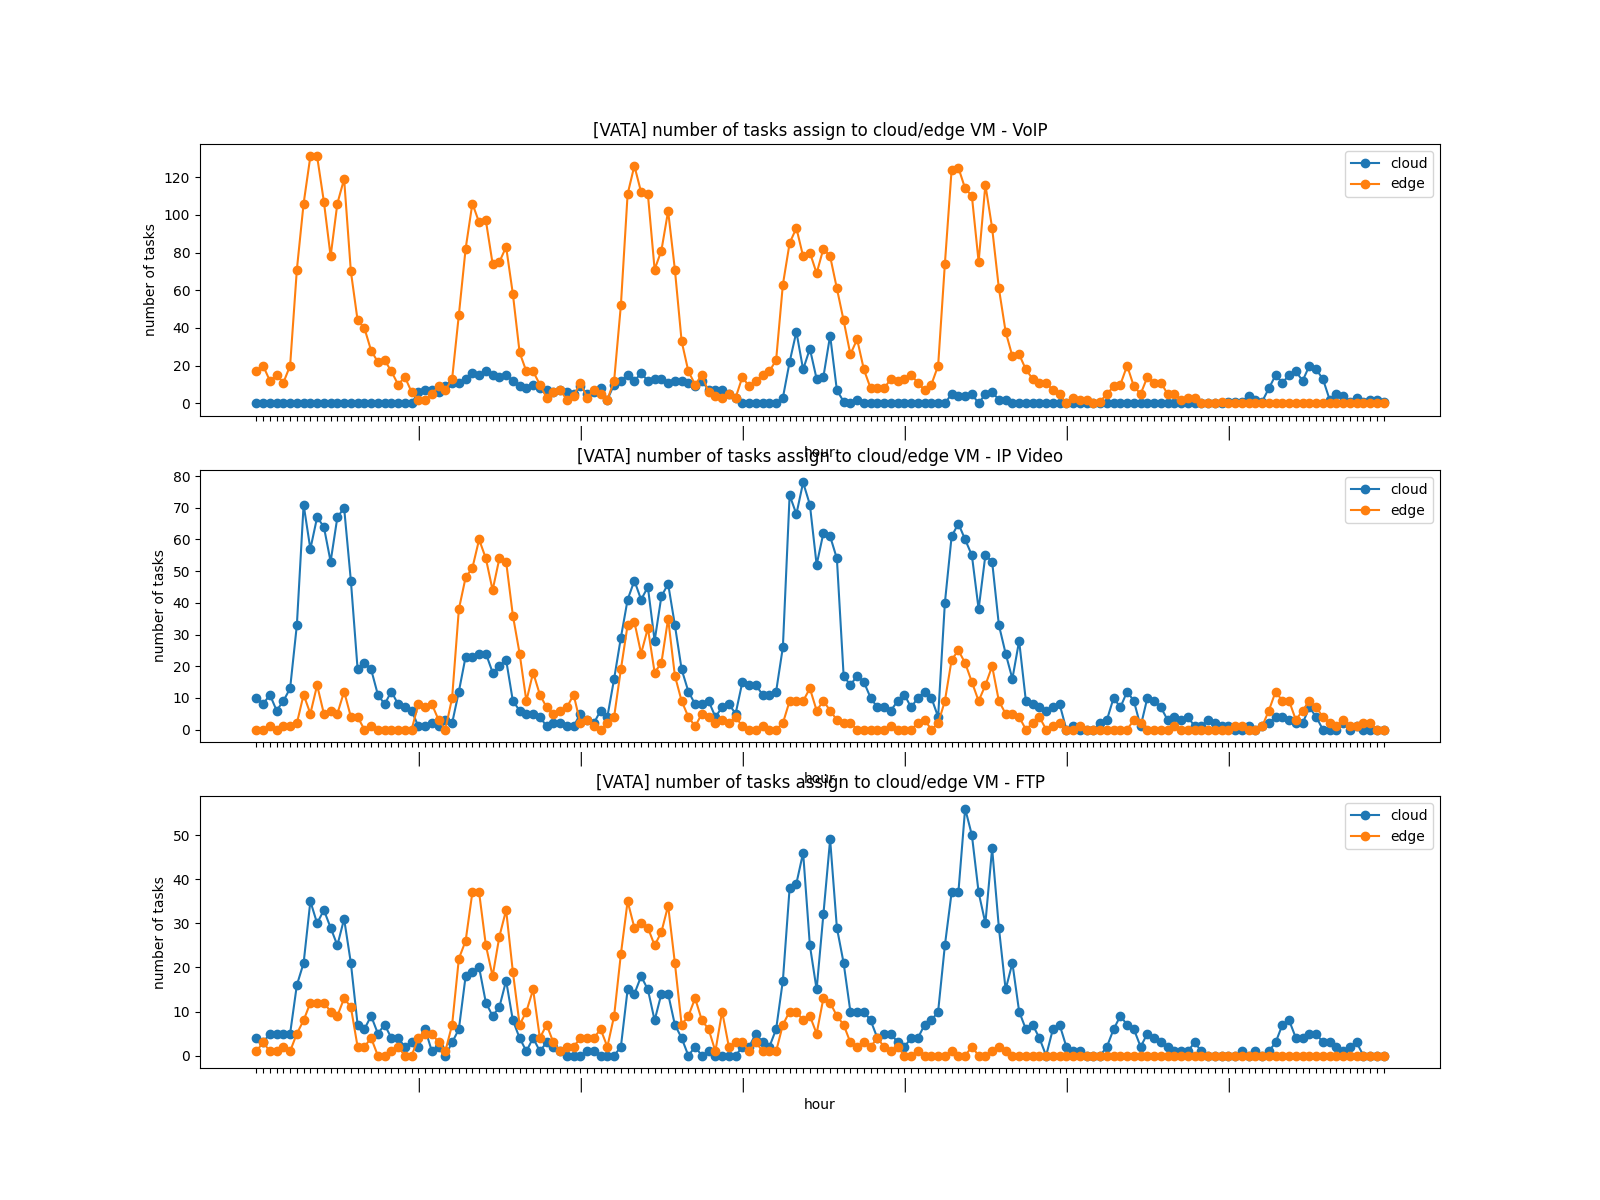 [VATA] number of tasks assign to cloud/edge VM - VoIP
cloud
edge
number of tasks
120
100
80
60
40
20
0
hour
[VATA] number of tasks assign to cloud/edge VM - IP Video
cloud
edge
number of tasks
80
70
60
50
40
30
20
10
0
hour
[VATA] number of tasks assign to cloud/edge VM - FTP
cloud
edge
number of tasks
50
40
30
20
10
0
hour